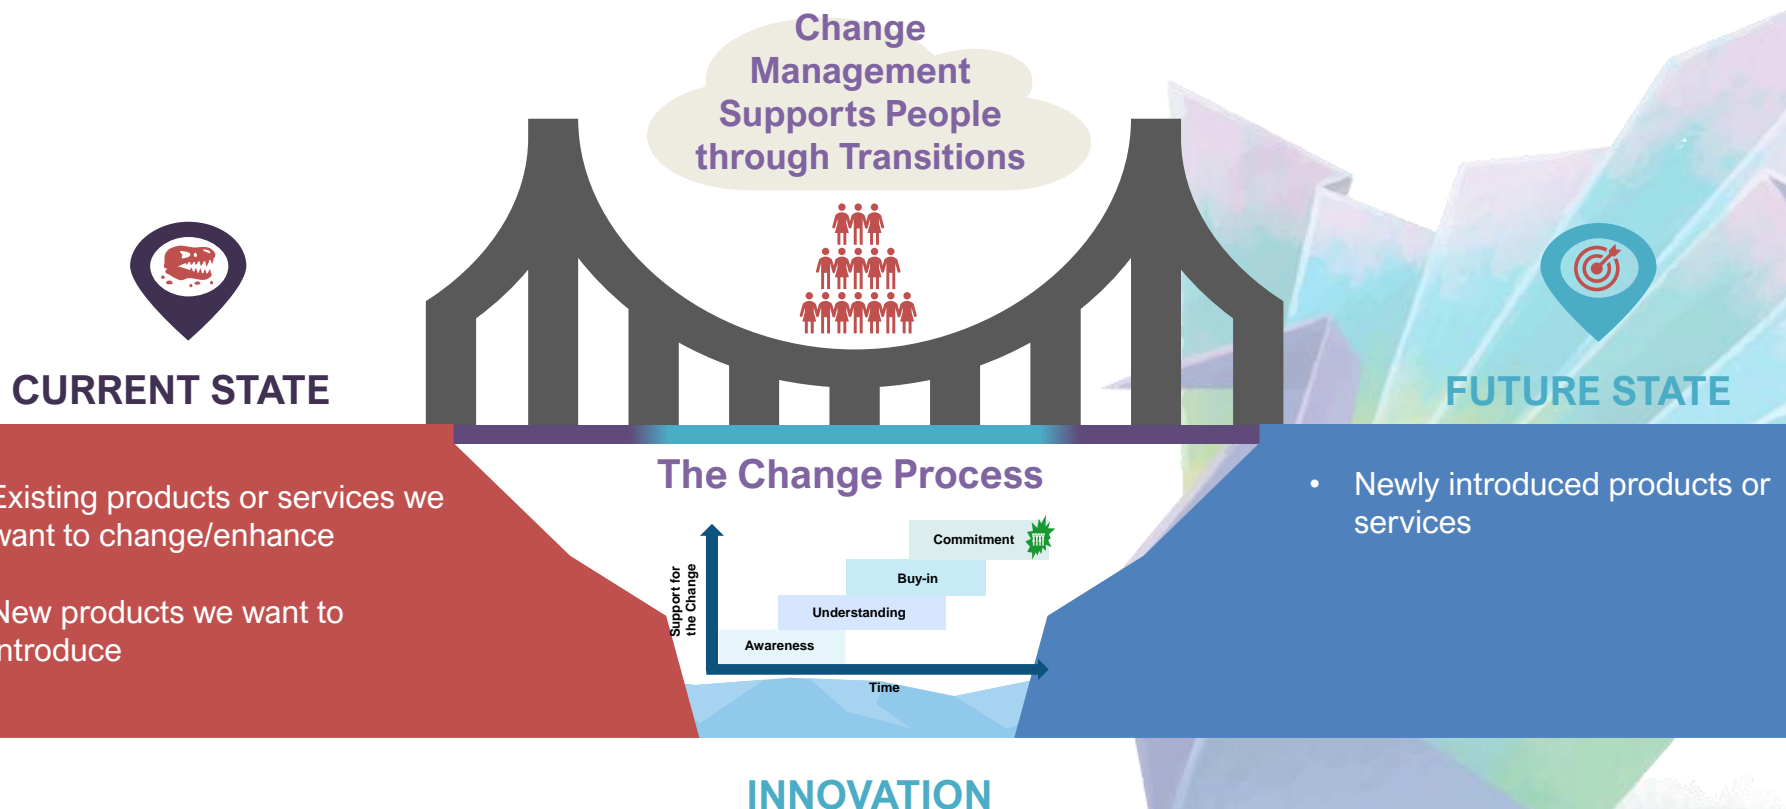 Change
Management
Supports People
through Transitions
CURRENT STATE
FUTURE STATE
Existing products or services we
want to change/enhance
New products we want to
introduce
The Change Process
Support for
the Change
Commitment
Buy-in
Understanding
Awareness
Time
• Newly introduced products or
services
INNOVATION